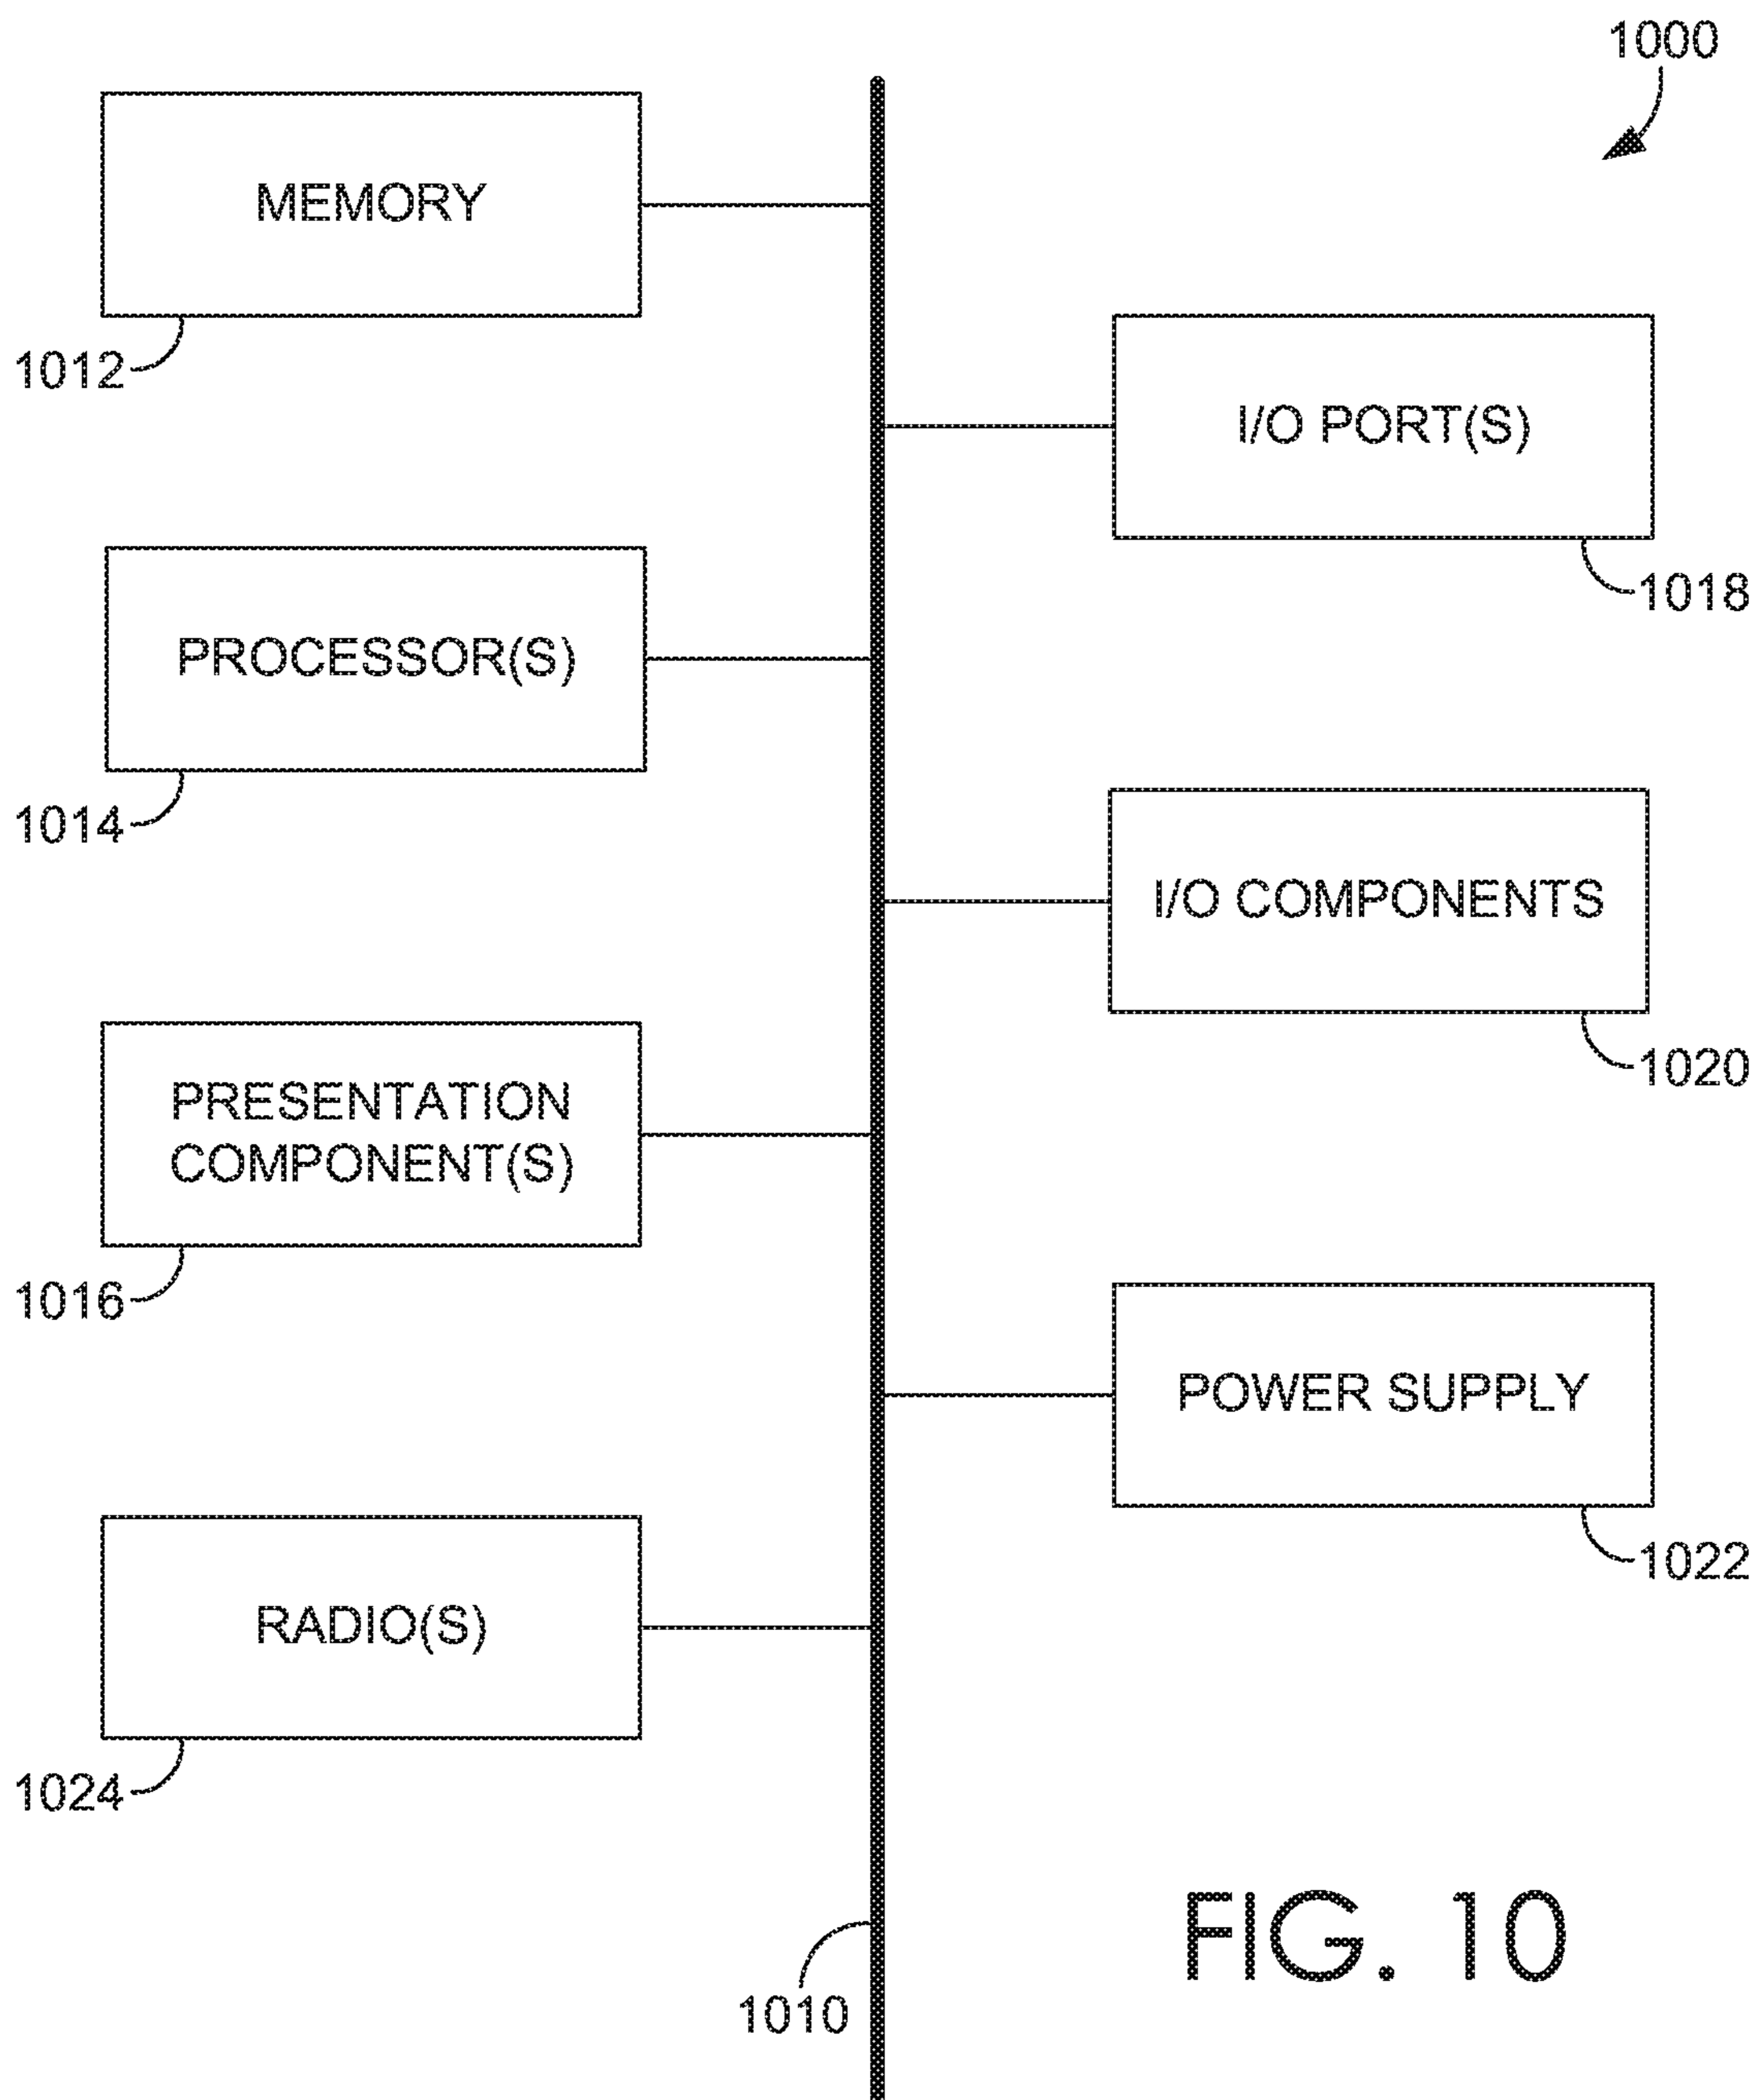 1000
MEMORY
1012
I/O PORT(S)
1018
PROCESSOR(S)
1014
I/O COMPONENTS
1020
PRESENTATION
COMPONENT(S)
1016
POWER SUPPLY
1022
RADIO(S)
1024
1010
FIG. 10